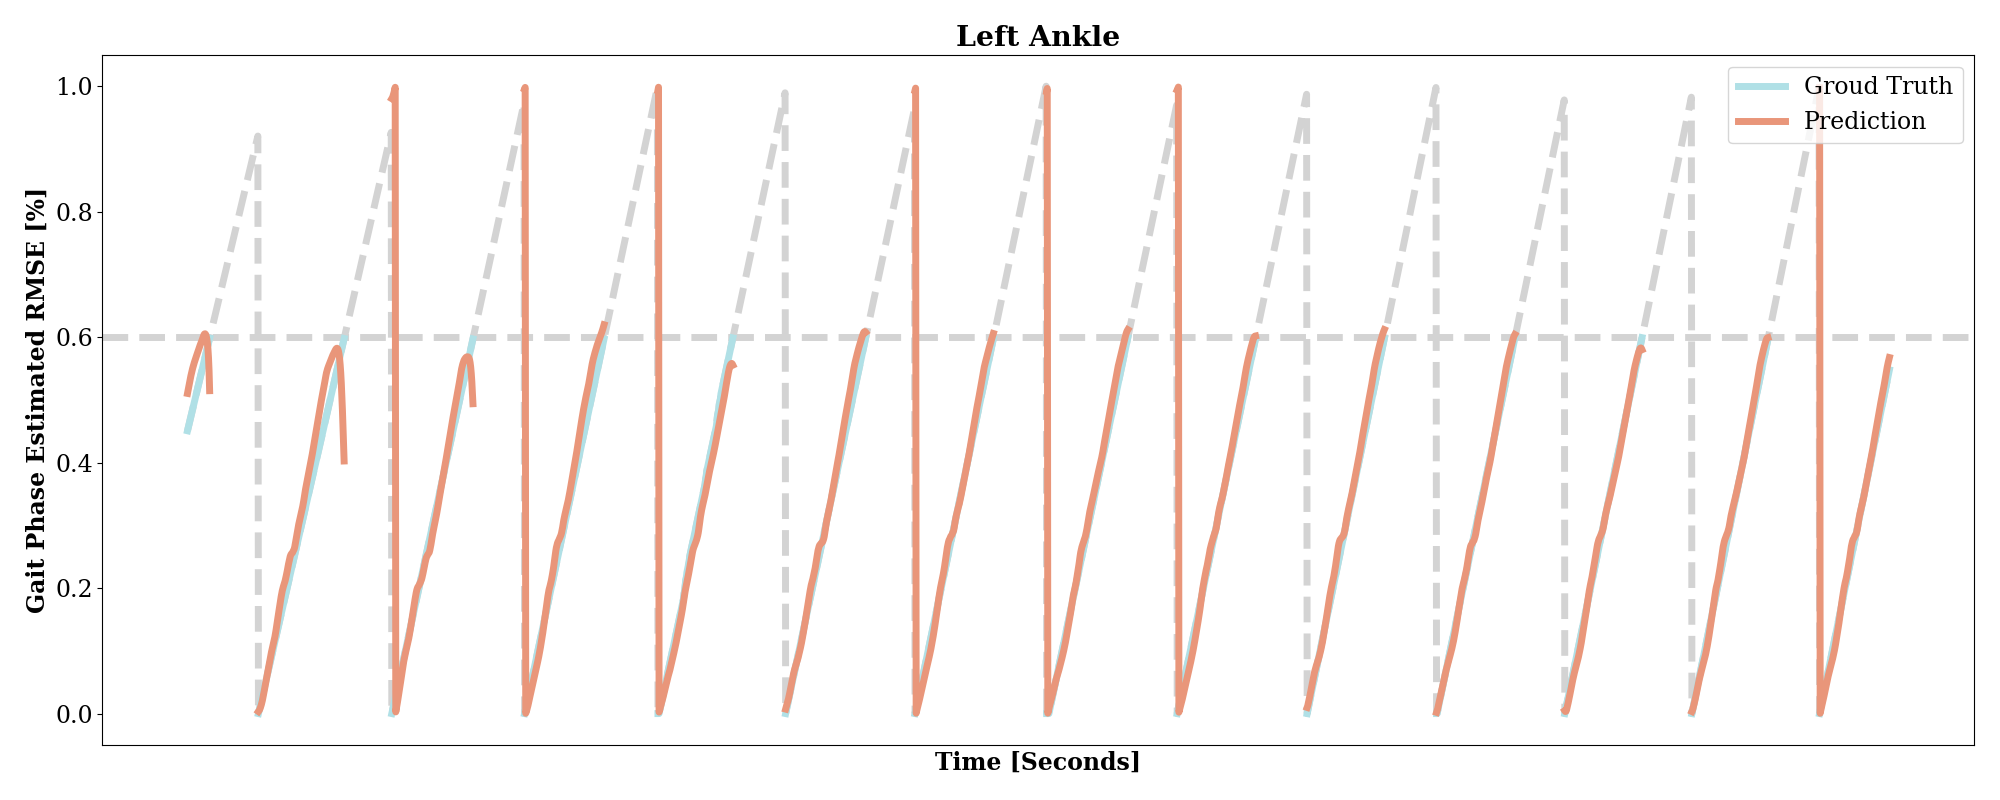 Left Ankle
1.0
0.8
0.6
0.4
0.2
0.0
Gait Phase Estimated RMSE [%]
Time [Seconds]
Groud Truth
Prediction